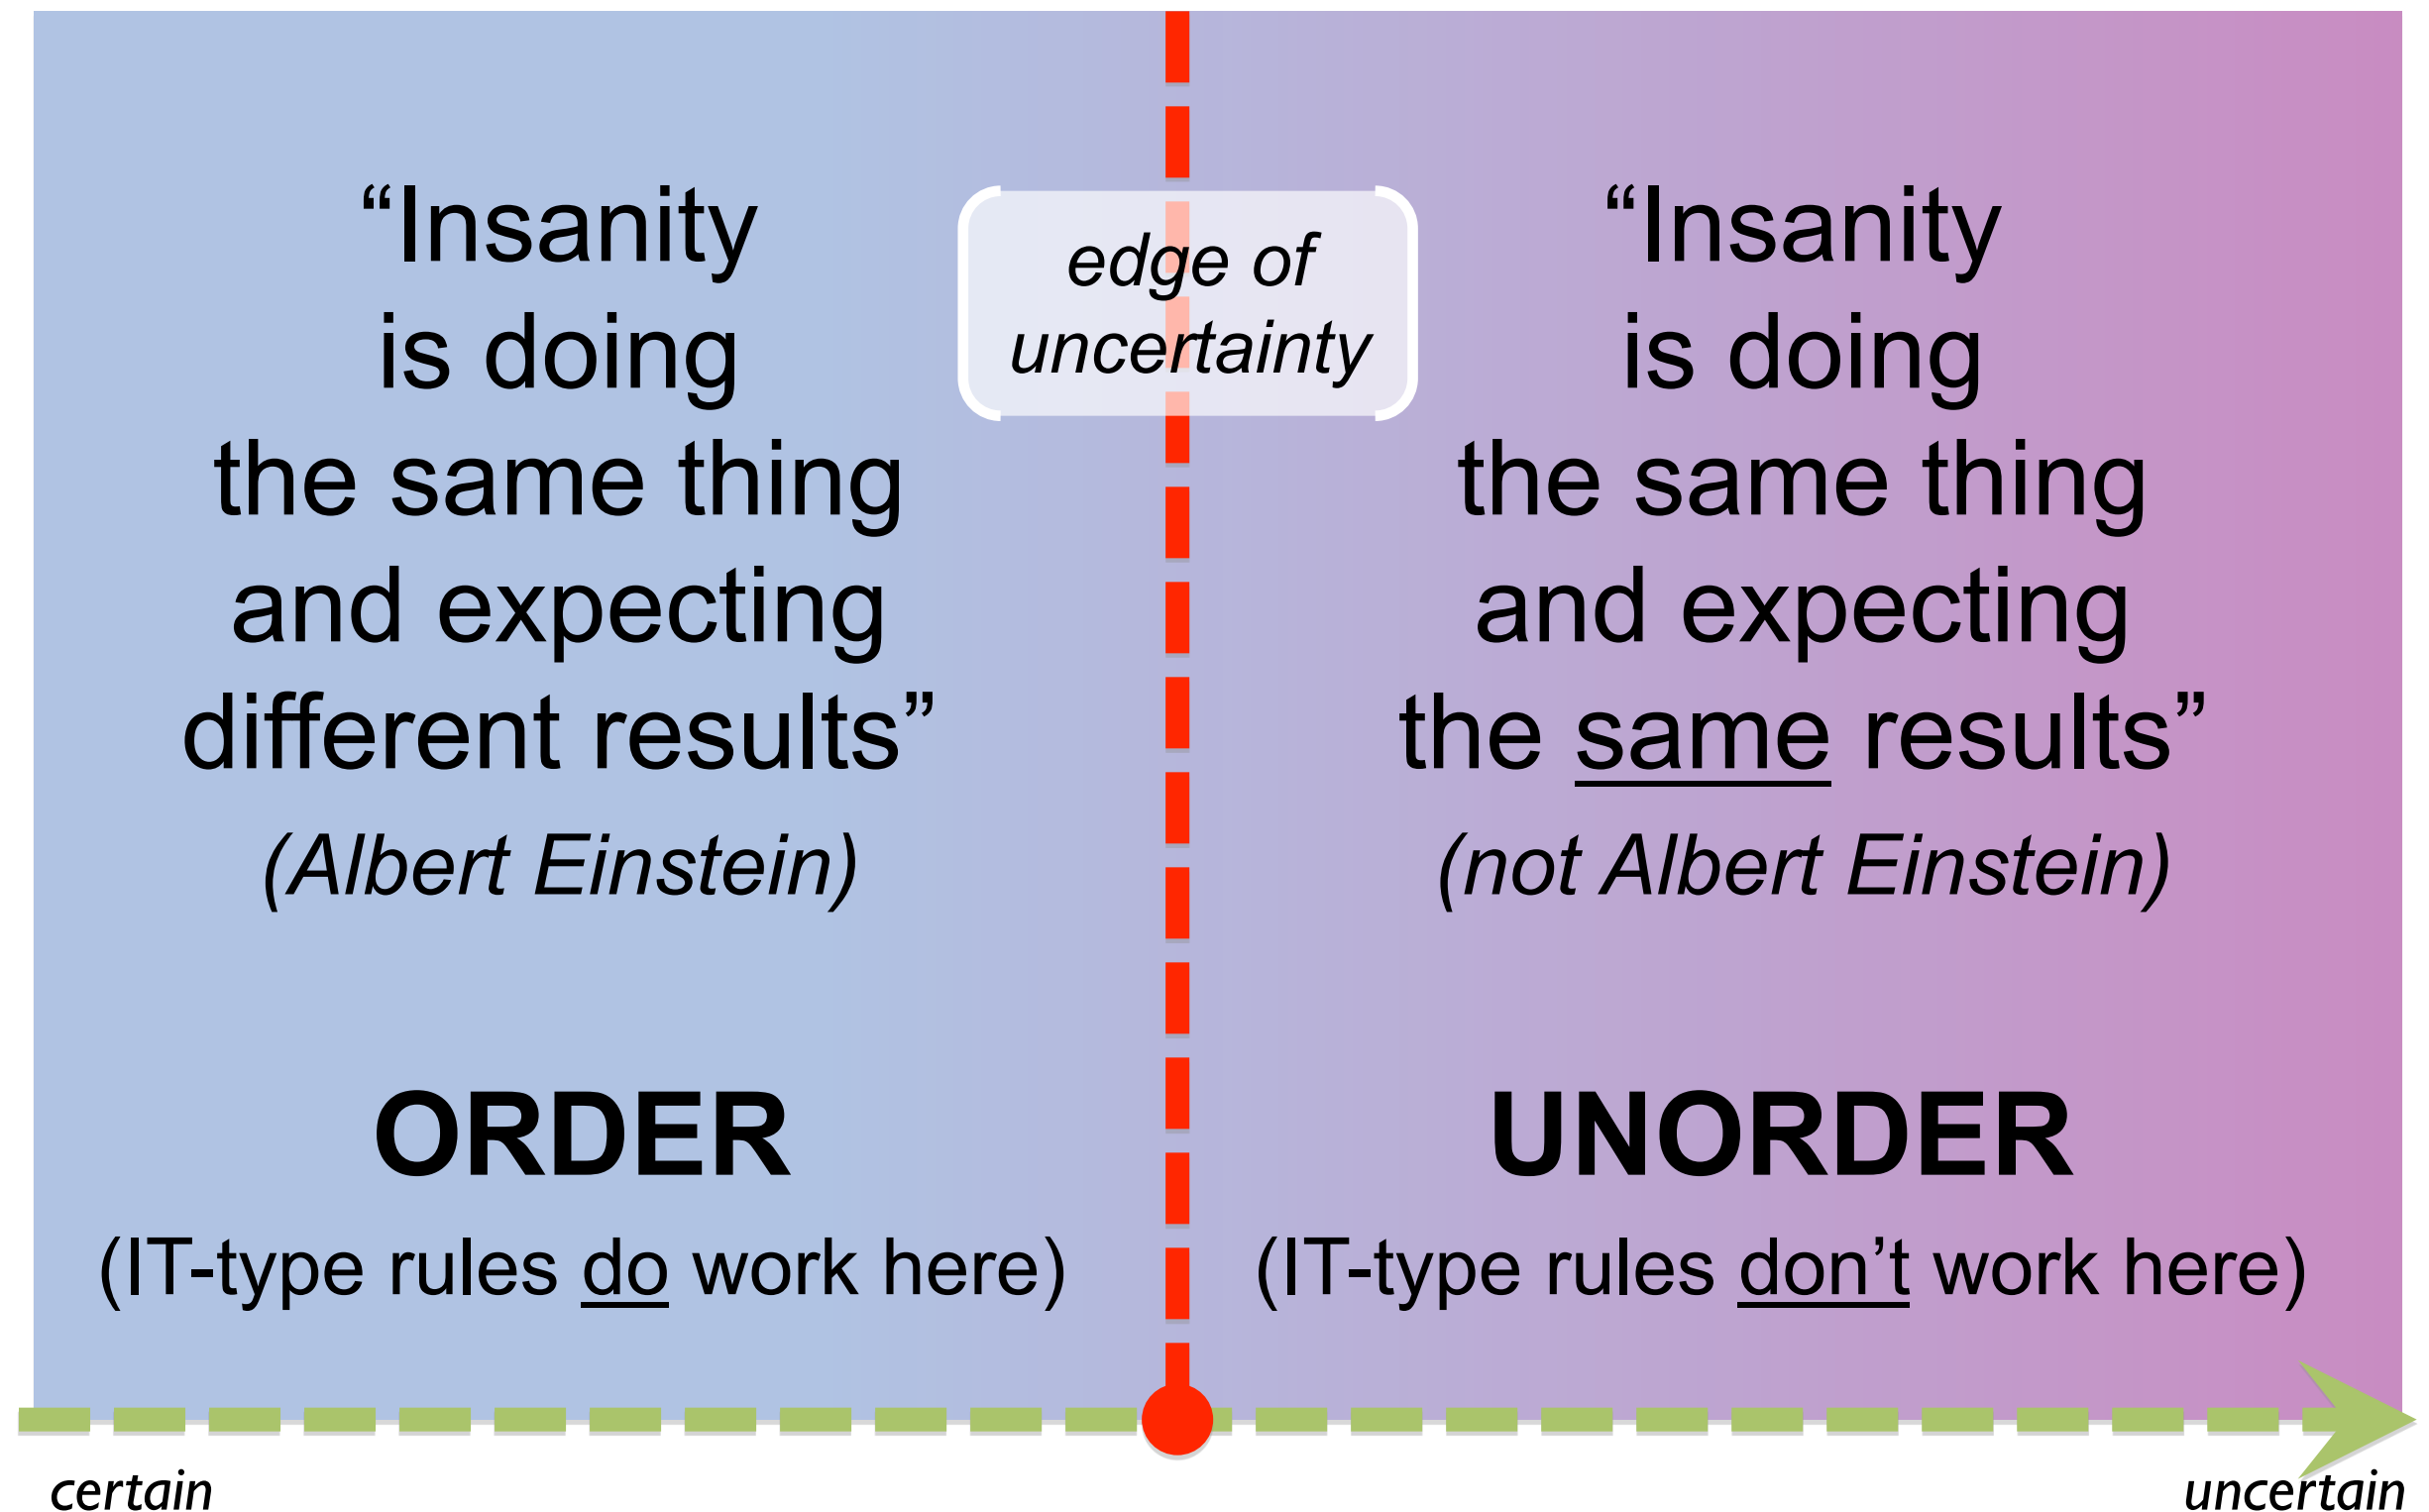 “Insanity
is doing
the same thing
and expecting
different results”
(Albert Einstein)
ORDER
(IT-type rules do work here)
edge of
uncertainty
“Insanity
is doing
the same thing
and expecting
the same results”
(not Albert Einstein)
UNORDER
(IT-type rules don’t work here)
certain
uncertain